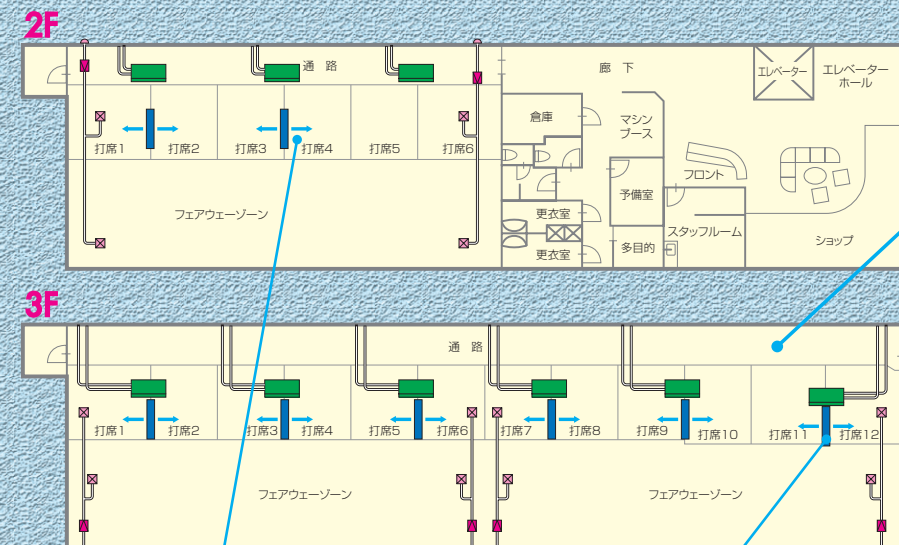 2F
通 路
廊 下
エレベーター
エレベーター
ホール
倉庫
マシン
ブース
打席1
打席2
打席3
打席4
打席5
打席6
フロント
予備室
フェアウェーゾーン
更衣室
スタッフルーム
ショップ
更衣室
多目的
3F
通 路
打席1
打席2
打席3
打席4
打席5
打席6
打席7
打席8
打席9
打席10
打席11
打席12
フェアウェーゾーン
フェアウェーゾーン